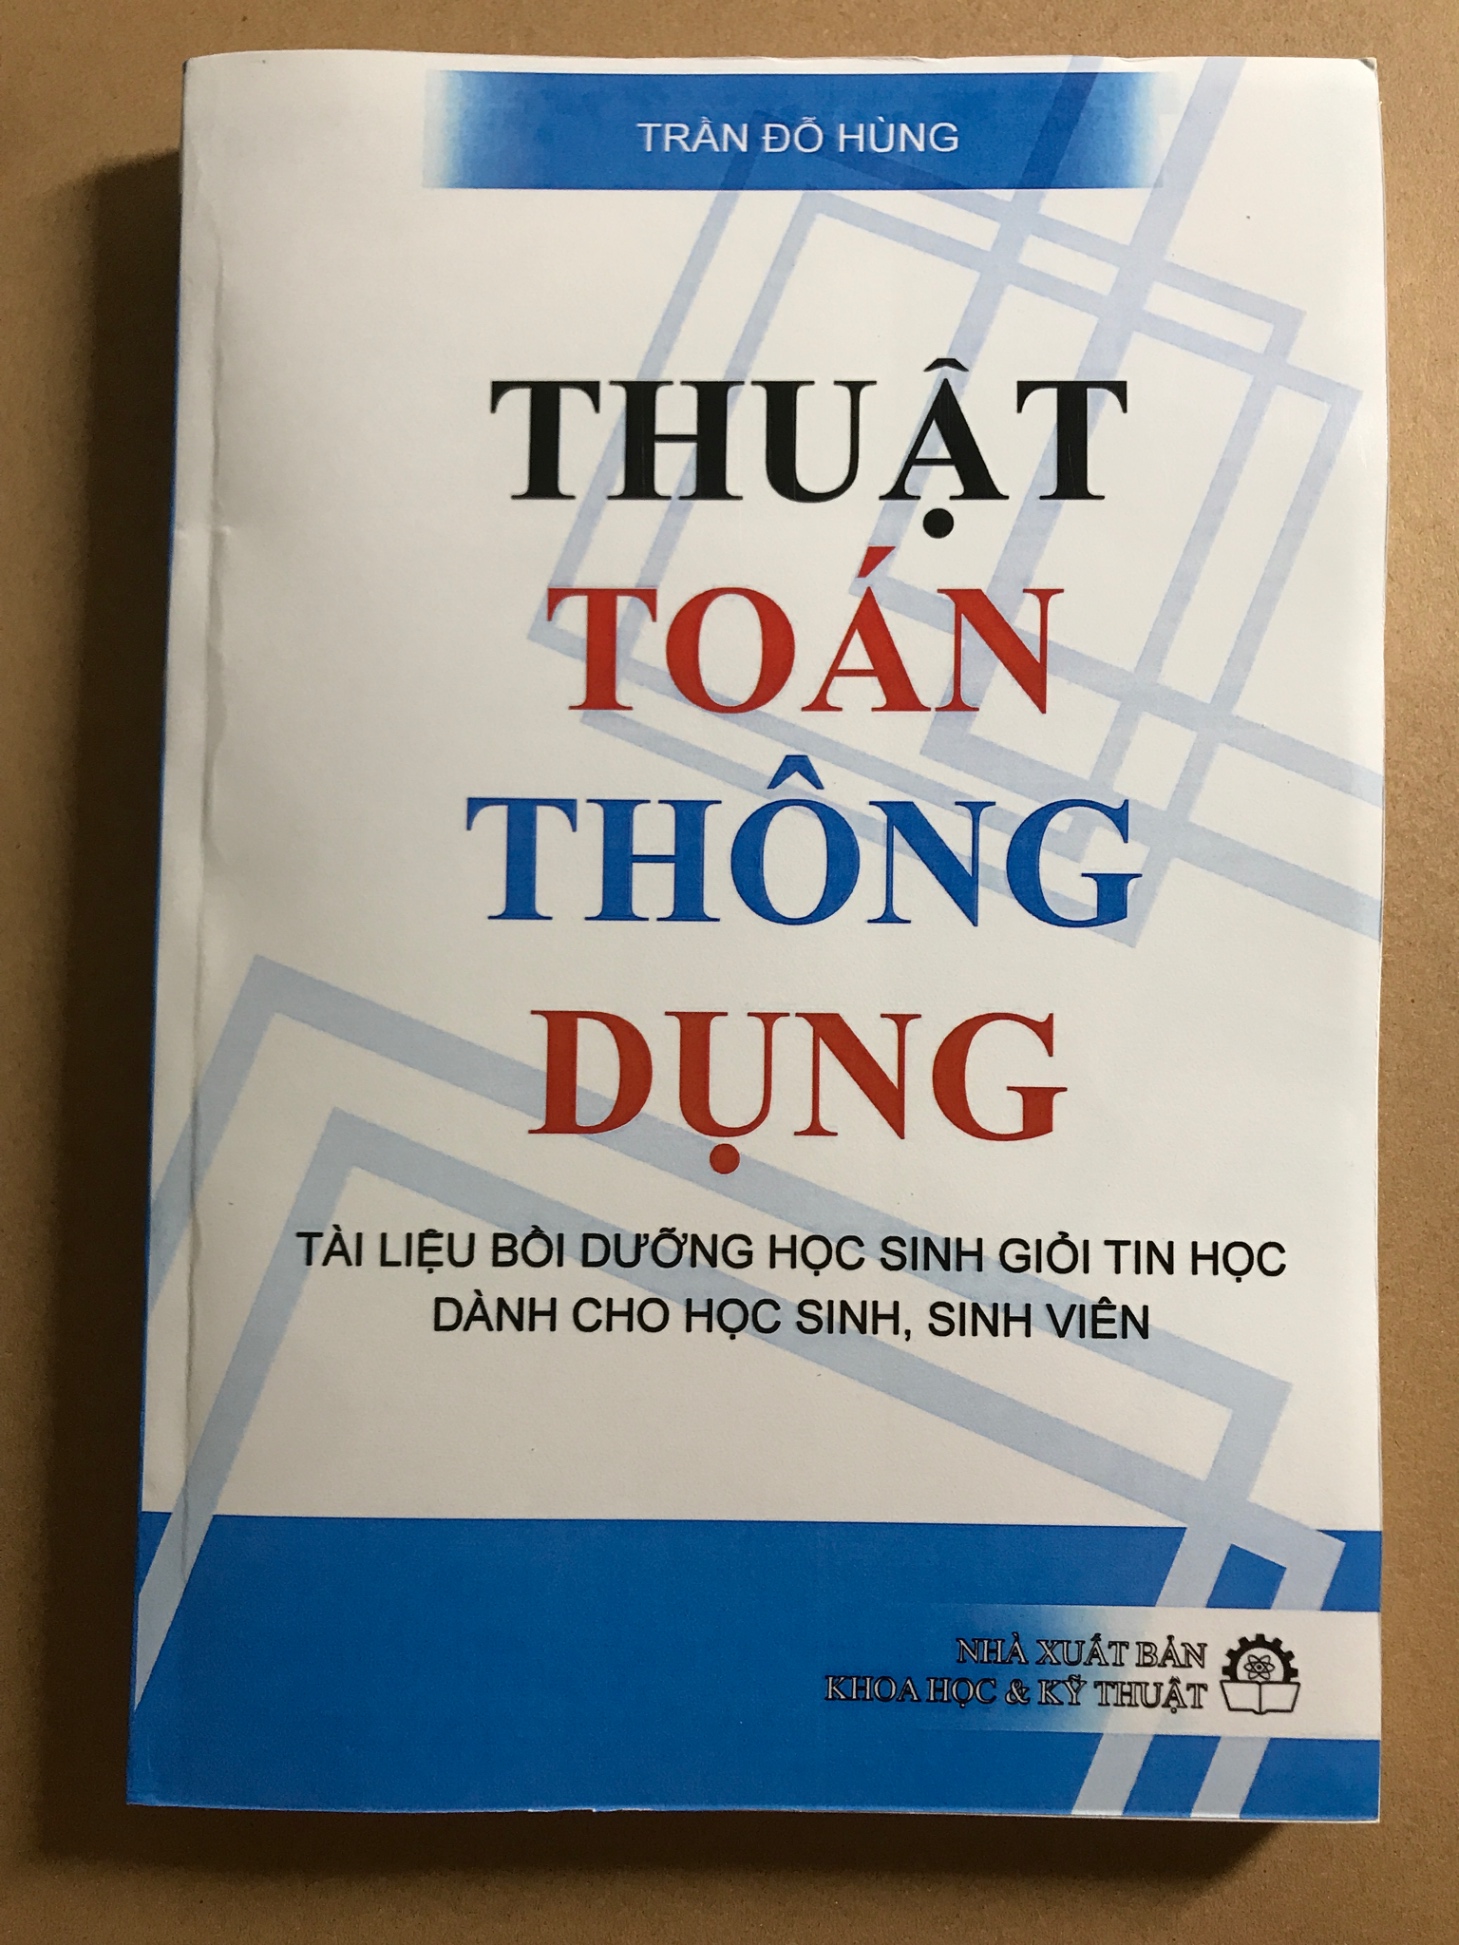 TRẦN ĐỖ HÙNG
THUẬT
TOÁN
THÔNG
DỤNG
TÀI LIỆU BỒI DƯỠNG HỌC SINH GIỎI TIN HỌC
DÀNH CHO HỌC SINH, SINH VIÊN
NHÀ XUẤT BẢN
KHOA HỌC & KỸ THUẬT